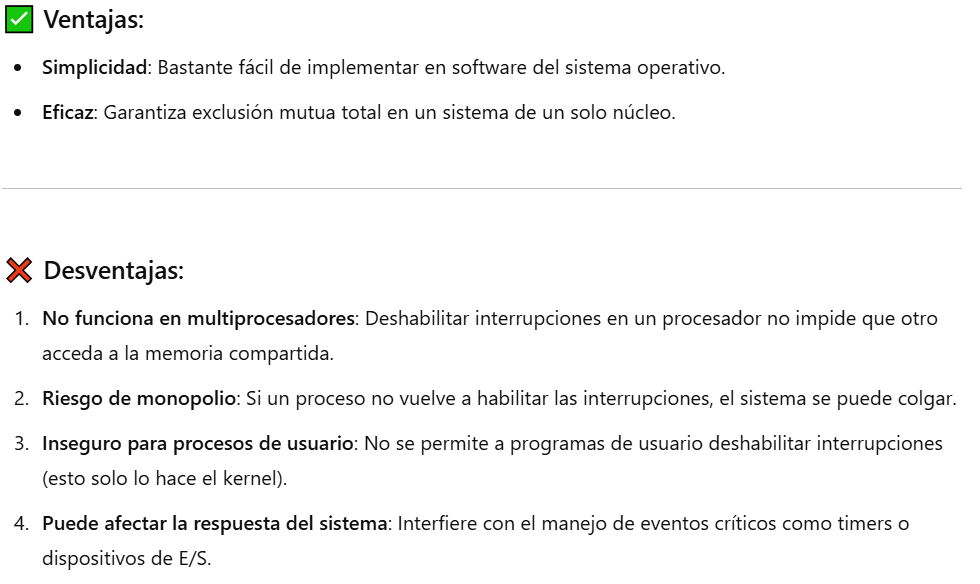 Ventajas:
• Simplicidad: Bastante fácil de implementar en software del sistema operativo.
• Eficaz: Garantiza exclusión mutua total en un sistema de un solo núcleo.
Desventajas:
1. No funciona en multiprocesadores: Deshabilitar interrupciones en un procesador no impide que otro
acceda a la memoria compartida.
2. Riesgo de monopolio: Si un proceso no vuelve a habilitar las interrupciones, el sistema se puede colgar.
3. Inseguro para procesos de usuario: No se permite a programas de usuario deshabilitar interrupciones
(esto solo lo hace el kernel).
4. Puede afectar la respuesta del sistema: Interfiere con el manejo de eventos críticos como timers o
dispositivos de E/S.